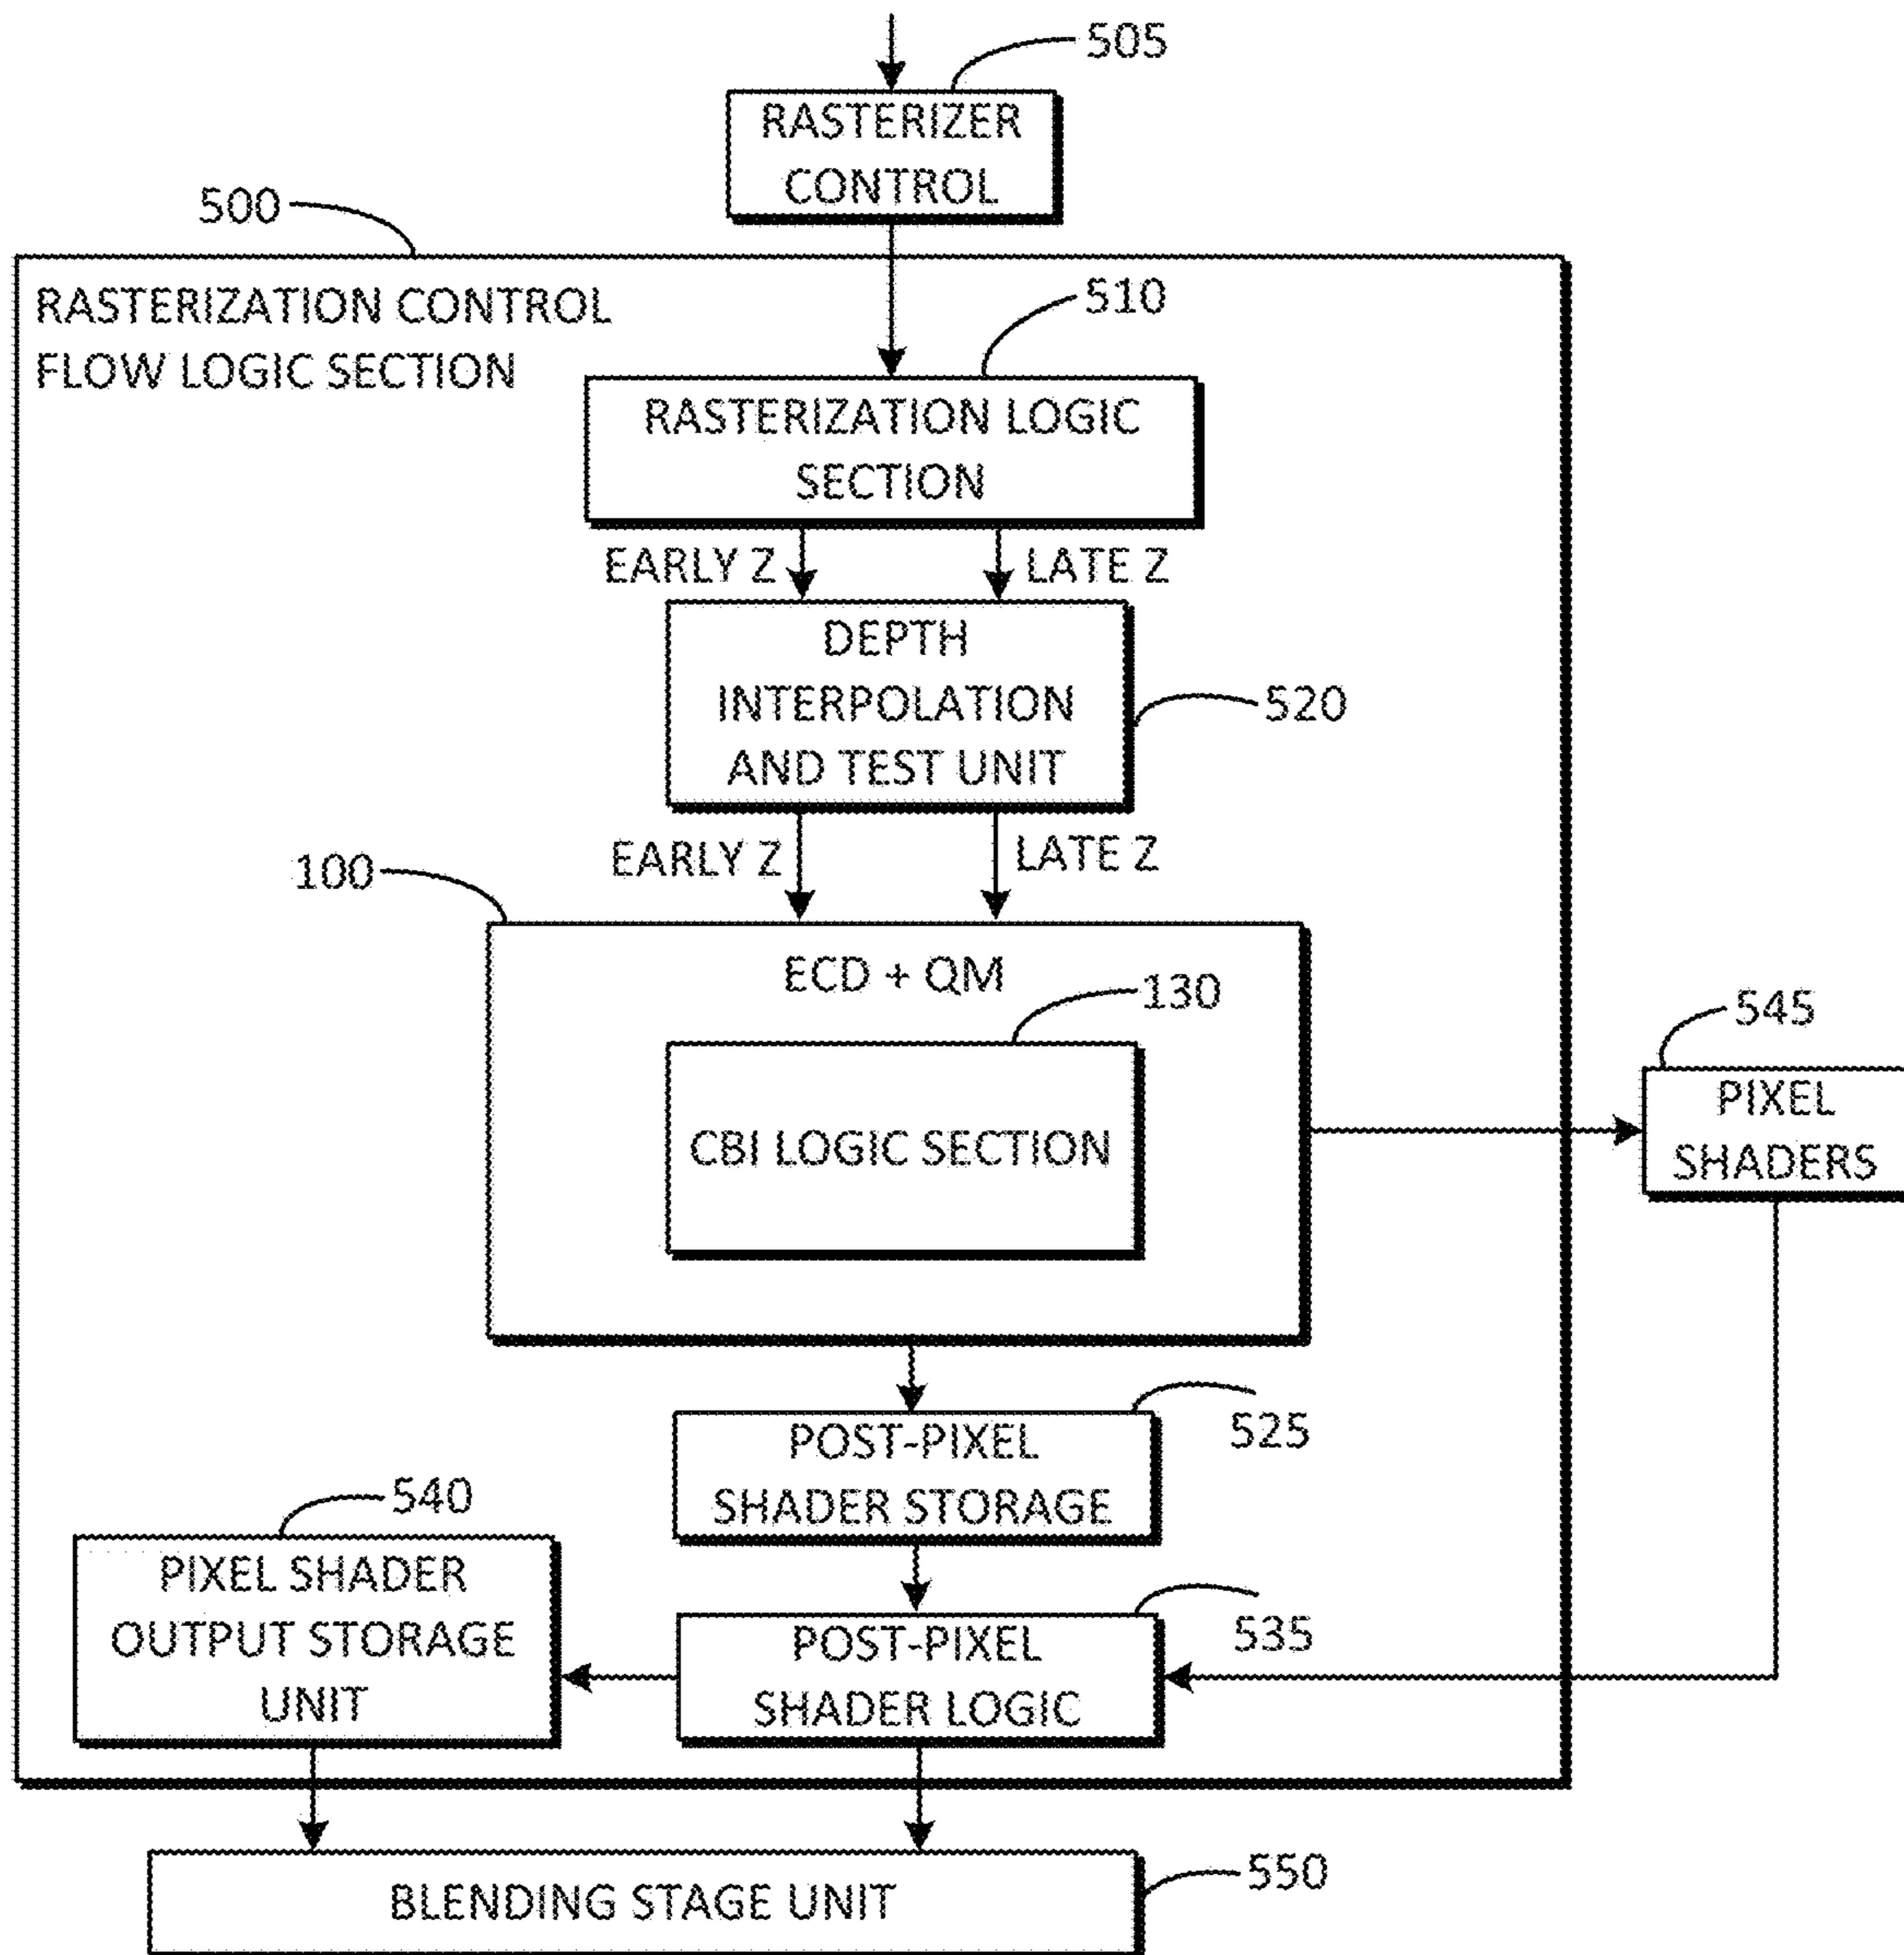 505
RASTERIZER
CONTROL
500
RASTERIZATION CONTROL
FLOW LOGIC SECTION
510
RASTERIZATION LOGIC
SECTION
EARLY Z
LATE Z
DEPTH
INTERPOLATION
AND TEST UNIT
520
EARLY Z
LATE Z
100
ECD + QM
130
CBI LOGIC SECTION
545
PIXEL
SHADERS
POST-PIXEL
SHADER STORAGE
525
540
PIXEL SHADER
OUTPUT STORAGE
UNIT
POST-PIXEL
SHADER LOGIC
535
BLENDING STAGE UNIT
550